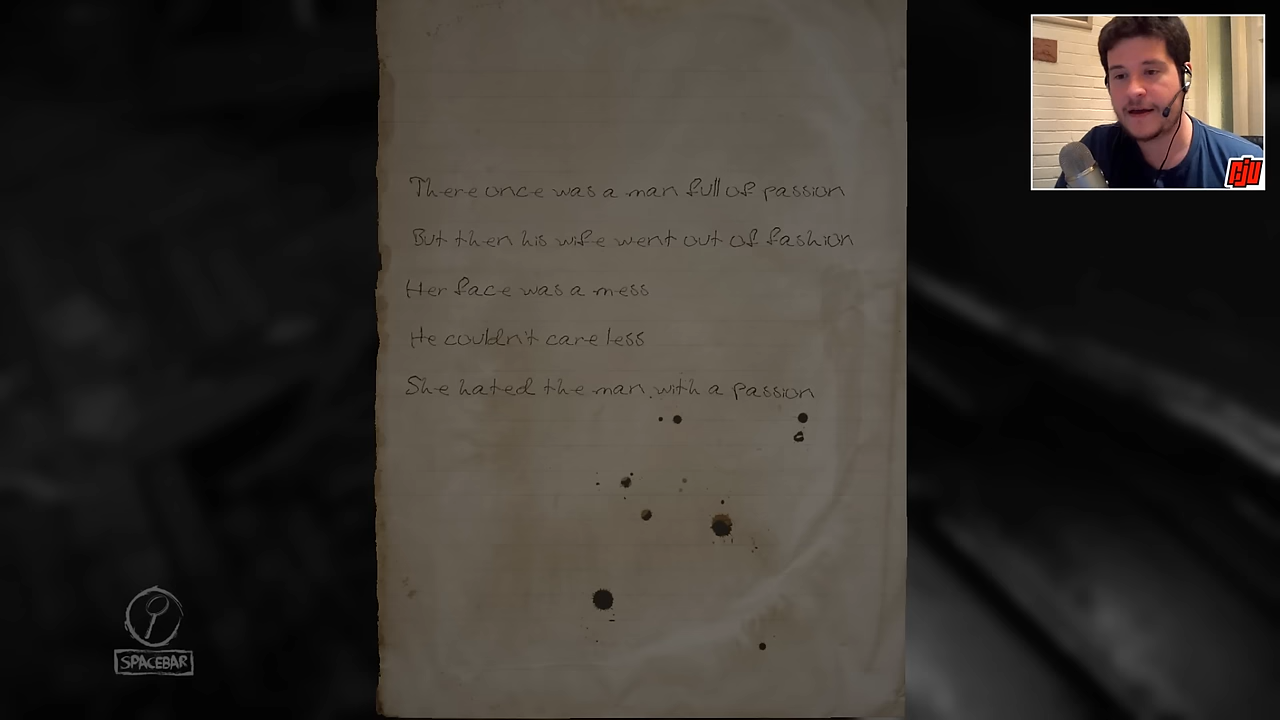 There once was a man full of passion
But then his wife went out of fashion
Her face was a mess
He couldn't care less
She hated the man with a passion
SPACEBAR
RJU